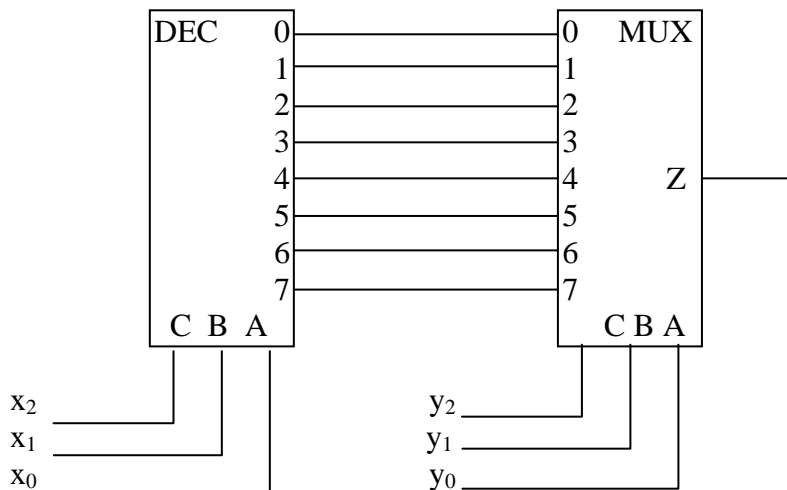 DEC 0 0 MUX
1 1
2 2
3 3
4 4 Z
5 5
6 6
7 7
C B A C B A
x₂ y₂
x₁ y₁
x₀ y₀